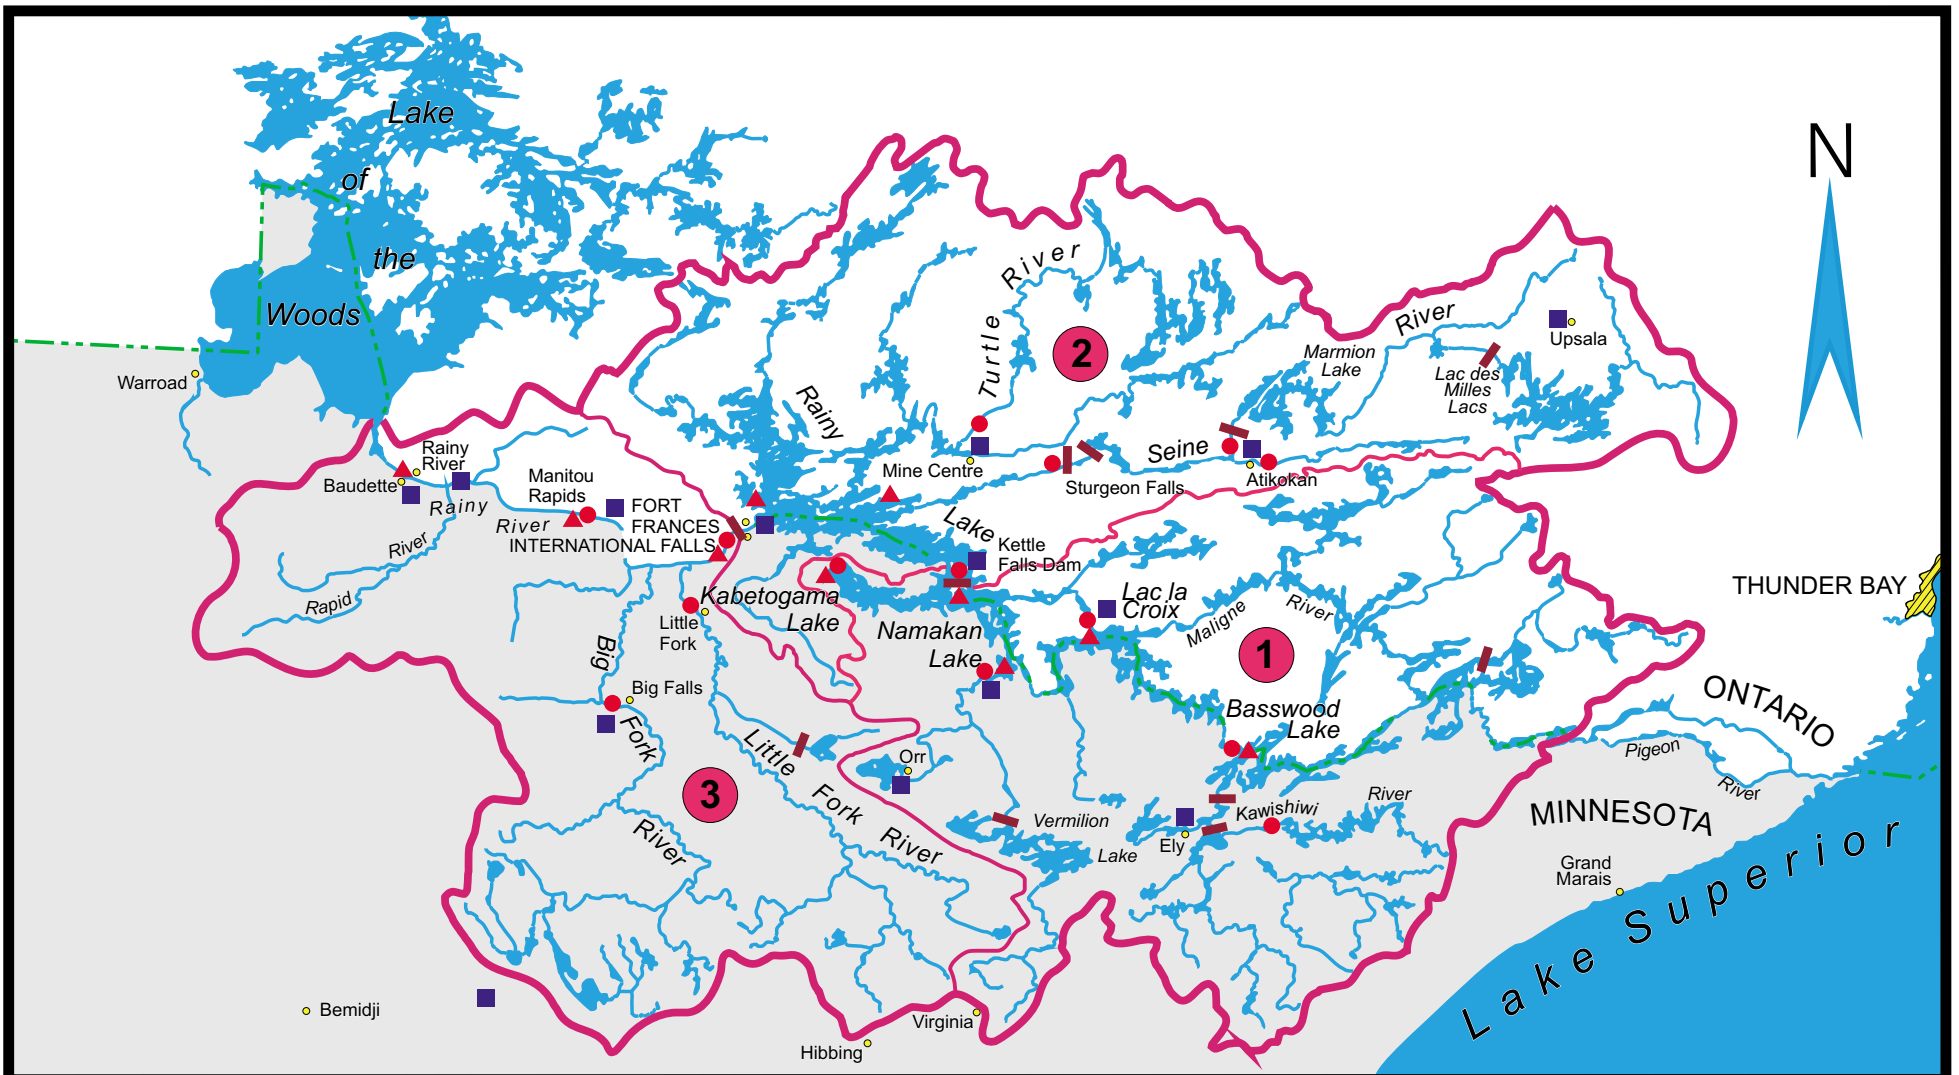 Lake
of
the
Woods
N
Warroad
Rainy
River
Baudette
Rainy
River
Manitou
Rapids
FORT
FRANCES
INTERNATIONAL FALLS
Rapid
River
Rainy
Lake
Turtle
River
2
Mine Centre
Sturgeon Falls
Seine
River
Atikokan
Marmion
Lake
Lac des
Milles
Lacs
Upsala
Kettle
Falls Dam
Kabetogama
Lake
Namakan
Lake
Lac la
Croix
Maligne
River
1
Basswood
Lake
THUNDER BAY
ONTARIO
Pigeon
River
MINNESOTA
Grand
Marais
Lake Superior
Little
Fork
Big
Fork
River
Big Falls
3
Little
Fork
River
Orr
Vermilion
Lake
Ely
Kawishiwi
River
Bemidji
Hibbing
Virginia